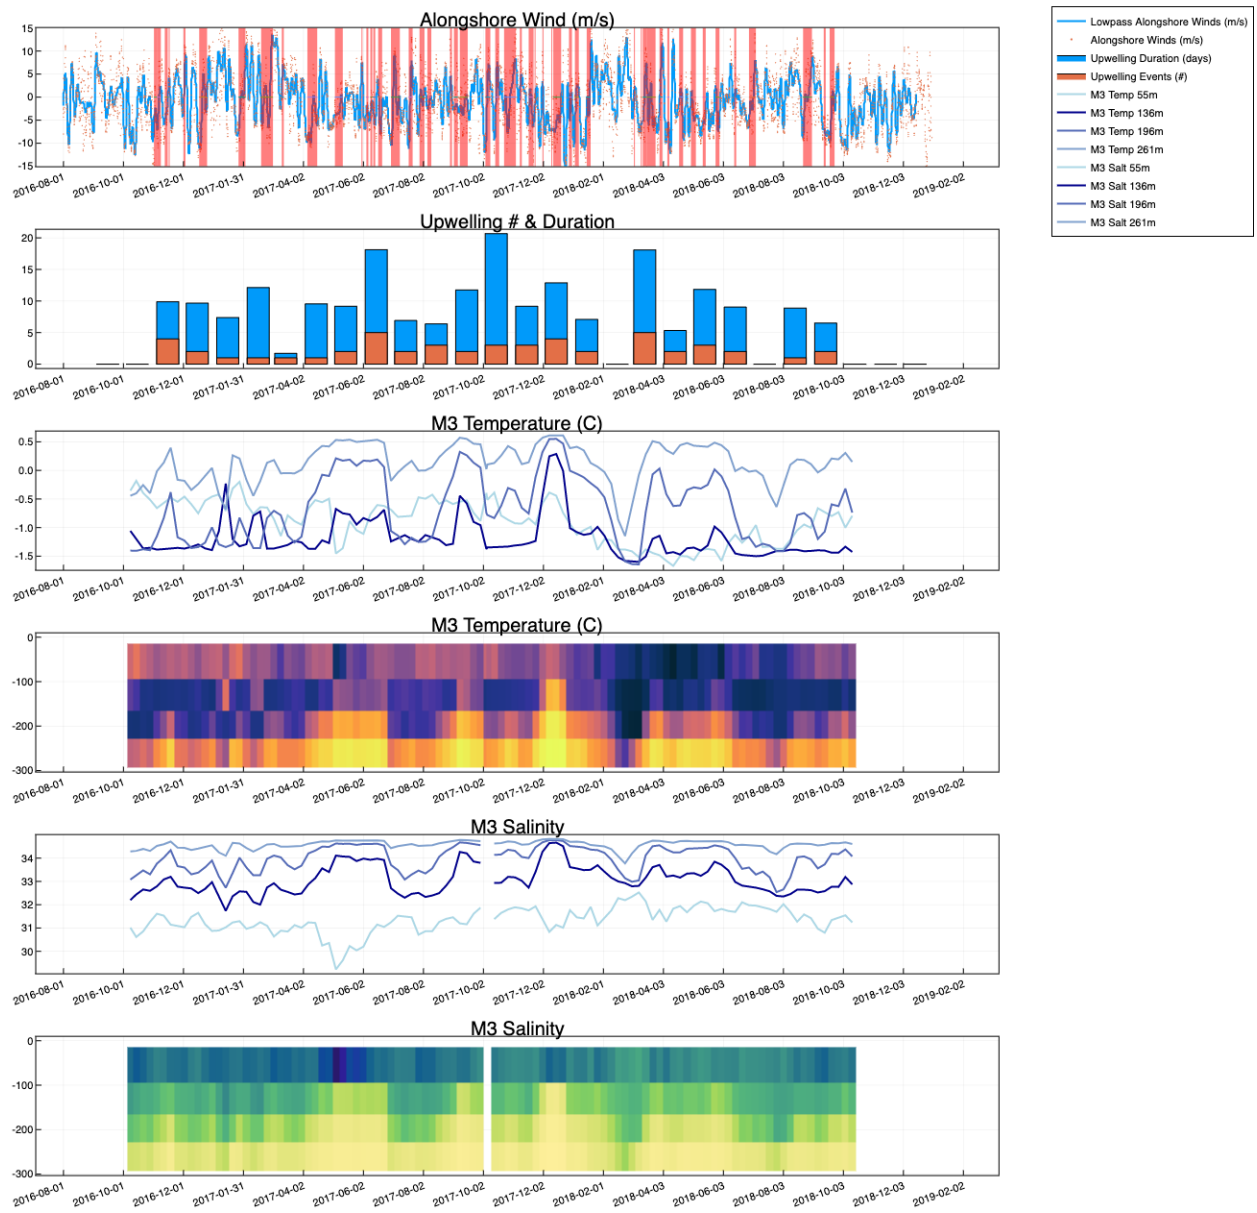 Alongshore Wind (m/s)
15
10
5
0
-5
-10
-15
2016-08-01 2016-10-01 2016-12-01 2017-01-31 2017-04-02 2017-06-02 2017-08-02 2017-10-02 2017-12-02 2018-02-01 2018-04-03 2018-06-03 2018-08-03 2018-10-03 2018-12-03 2019-02-02
Lowpass Alongshore Winds (m/s)
Alongshore Winds (m/s)
Upwelling Duration (days)
Upwelling Events (#)
M3 Temp 55m
M3 Temp 136m
M3 Temp 196m
M3 Temp 261m
M3 Salt 55m
M3 Salt 136m
M3 Salt 196m
M3 Salt 261m
Upwelling # & Duration
20
15
10
5
0
2016-08-01 2016-10-01 2016-12-01 2017-01-31 2017-04-02 2017-06-02 2017-08-02 2017-10-02 2017-12-02 2018-02-01 2018-04-03 2018-06-03 2018-08-03 2018-10-03 2018-12-03 2019-02-02
M3 Temperature (C)
0.5
0.0
-0.5
-1.0
-1.5
2016-08-01 2016-10-01 2016-12-01 2017-01-31 2017-04-02 2017-06-02 2017-08-02 2017-10-02 2017-12-02 2018-02-01 2018-04-03 2018-06-03 2018-08-03 2018-10-03 2018-12-03 2019-02-02
M3 Temperature (C)
0
-100
-200
-300
2016-08-01 2016-10-01 2016-12-01 2017-01-31 2017-04-02 2017-06-02 2017-08-02 2017-10-02 2017-12-02 2018-02-01 2018-04-03 2018-06-03 2018-08-03 2018-10-03 2018-12-03 2019-02-02
M3 Salinity
34
33
32
31
30
2016-08-01 2016-10-01 2016-12-01 2017-01-31 2017-04-02 2017-06-02 2017-08-02 2017-10-02 2017-12-02 2018-02-01 2018-04-03 2018-06-03 2018-08-03 2018-10-03 2018-12-03 2019-02-02
M3 Salinity
0
-100
-200
-300
2016-08-01 2016-10-01 2016-12-01 2017-01-31 2017-04-02 2017-06-02 2017-08-02 2017-10-02 2017-12-02 2018-02-01 2018-04-03 2018-06-03 2018-08-03 2018-10-03 2018-12-03 2019-02-02